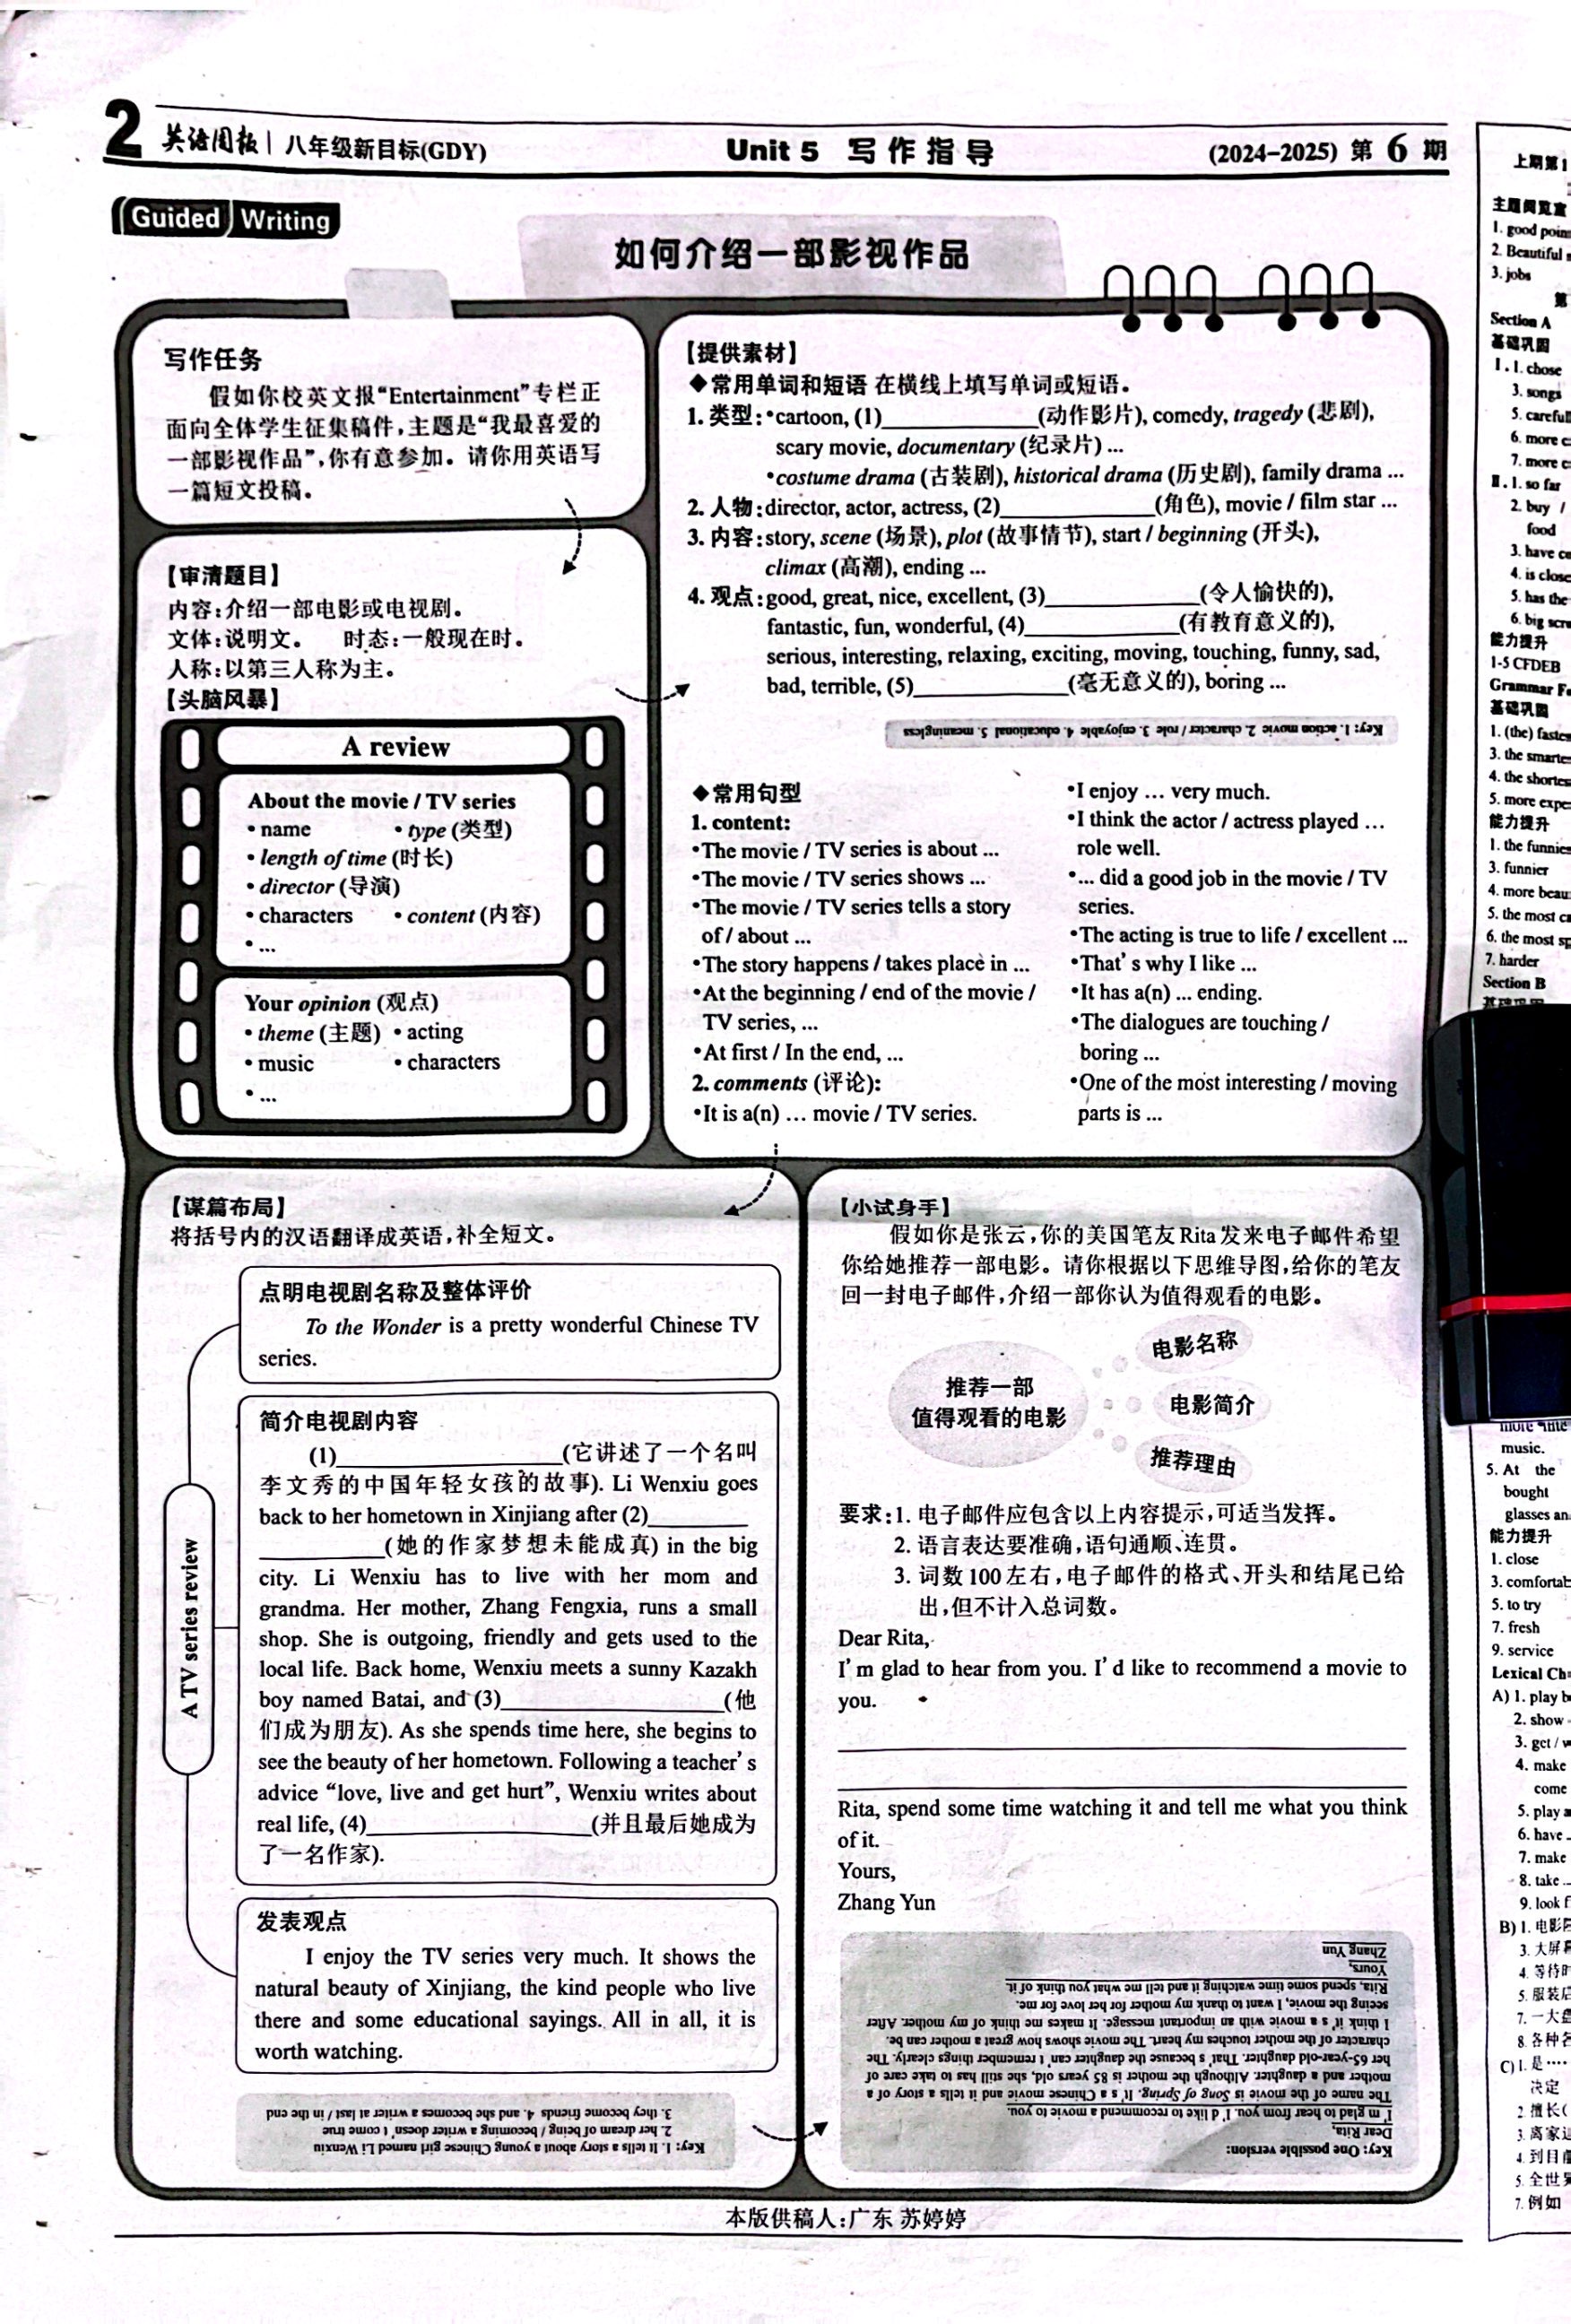 2 英语周报 | 八年级新目标(GDY)
Unit 5 写作指导
(2024-2025) 第 6 期
Guided Writing
如何介绍一部影视作品
写作任务
假如你校英文报“Entertainment”专栏正
面向全体学生征集稿件,主题是“我最喜爱的
一部影视作品”,你有意参加。请你用英语写
一篇短文投稿。
【审清题目】
内容:介绍一部电影或电视剧。
文体:说明文。 时态:一般现在时。
人称:以第三人称为主。
【头脑风暴】
A review
About the movie / TV series
• name • type (类型)
• length of time (时长)
• director (导演)
• characters • content (内容)
• ...
Your opinion (观点)
• theme (主题) • acting
• music • characters
• ...
【提供素材】
◆常用单词和短语 在横线上填写单词或短语。
1. 类型:•cartoon, (1)______________(动作影片), comedy, tragedy (悲剧),
scary movie, documentary (纪录片) ...
•costume drama (古装剧), historical drama (历史剧), family drama ...
2. 人物:director, actor, actress, (2)______________(角色), movie / film star ...
3. 内容:story, scene (场景), plot (故事情节), start / beginning (开头),
climax (高潮), ending ...
4. 观点:good, great, nice, excellent, (3)______________(令人愉快的),
fantastic, fun, wonderful, (4)______________(有教育意义的),
serious, interesting, relaxing, exciting, moving, touching, funny, sad,
bad, terrible, (5)______________(毫无意义的), boring ...
Key: 1. action movie 2. character / role 3. enjoyable 4. educational 5. meaningless
◆常用句型
1. content:
•The movie / TV series is about ...
•The movie / TV series shows ...
•The movie / TV series tells a story
of / about ...
•The story happens / takes place in ...
•At the beginning / end of the movie /
TV series, ...
•At first / In the end, ...
2. comments (评论):
•It is a(n) ... movie / TV series.
•I enjoy ... very much.
•I think the actor / actress played ...
role well.
•... did a good job in the movie / TV
series.
•The acting is true to life / excellent ...
•That's why I like ...
•It has a(n) ... ending.
•The dialogues are touching /
boring ...
•One of the most interesting / moving
parts is ...
【谋篇布局】
将括号内的汉语翻译成英语,补全短文。
A TV series review
点明电视剧名称及整体评价
To the Wonder is a pretty wonderful Chinese TV
series.
简介电视剧内容
(1)____________________(它讲述了一个名叫
李文秀的中国年轻女孩的故事). Li Wenxiu goes
back to her hometown in Xinjiang after (2)_________
___________(她的作家梦想未能成真) in the big
city. Li Wenxiu has to live with her mom and
grandma. Her mother, Zhang Fengxia, runs a small
shop. She is outgoing, friendly and gets used to the
local life. Back home, Wenxiu meets a sunny Kazakh
boy named Batai, and (3)____________________(他
们成为朋友). As she spends time here, she begins to
see the beauty of her hometown. Following a teacher's
advice “love, live and get hurt”, Wenxiu writes about
real life, (4)____________________(并且最后她成为
了一名作家).
发表观点
I enjoy the TV series very much. It shows the
natural beauty of Xinjiang, the kind people who live
there and some educational sayings. All in all, it is
worth watching.
Key: 1. It tells a story about a young Chinese girl named Li Wenxiu
2. her dream of being / becoming a writer doesn't come true
3. they become friends 4. and she becomes a writer at last / in the end
【小试身手】
假如你是张云,你的美国笔友Rita发来电子邮件希望
你给她推荐一部电影。请你根据以下思维导图,给你的笔友
回一封电子邮件,介绍一部你认为值得观看的电影。
推荐一部
值得观看的电影
电影名称
电影简介
推荐理由
要求:1. 电子邮件应包含以上内容提示,可适当发挥。
2. 语言表达要准确,语句通顺、连贯。
3. 词数100左右,电子邮件的格式、开头和结尾已给
出,但不计入总词数。
Dear Rita,
I'm glad to hear from you. I'd like to recommend a movie to
you.
Rita, spend some time watching it and tell me what you think
of it.
Yours,
Zhang Yun
Key: One possible version:
Dear Rita,
I'm glad to hear from you. I'd like to recommend a movie to you.
The name of the movie is Song of Spring. It's a Chinese movie and it tells a story of a
mother and a daughter. Although the mother is 85 years old, she still has to take care of
her 65-year-old daughter. That's because the daughter can't remember things clearly. The
character of the mother touches my heart. The movie shows how great a mother can be.
I think it's a movie with an important message. It makes me think of my mother. After
seeing the movie, I want to thank my mother for her love for me.
Rita, spend some time watching it and tell me what you think of it.
Yours,
Zhang Yun
本版供稿人:广东 苏婷婷
上期第1
主题阅览室
1. good
2. Beautiful
3. jobs
第
Section A
基础巩固
Ⅰ. 1. chose
3. songs
5.
6. more
7. more
Ⅱ. 1. so far
2. buy /
food
3. have
4. is
5. has the
6. big
能力提升
1-5 CFDEB
Grammar
基础巩固
1. (the)
3. the
4. the
5. more
能力提升
1. the
3. funnier
4. more
5. the most
6. the most
7. harder
Section B
music.
5. At the
bought
glasses
能力提升
1. close
3.
5. to try
7. fresh
9. service
Lexical
A) 1. play
2. show
3. get /
4. make
come
5. play
6. have
7. make
8. take
9. look
B) 1. 电影
3. 大屏
4. 等待
5. 服装
7. 一大盘
8. 各种
C) 1. 是····
决定
2. 擅长(
3. 离家
4. 到目
5. 全世
7. 例如